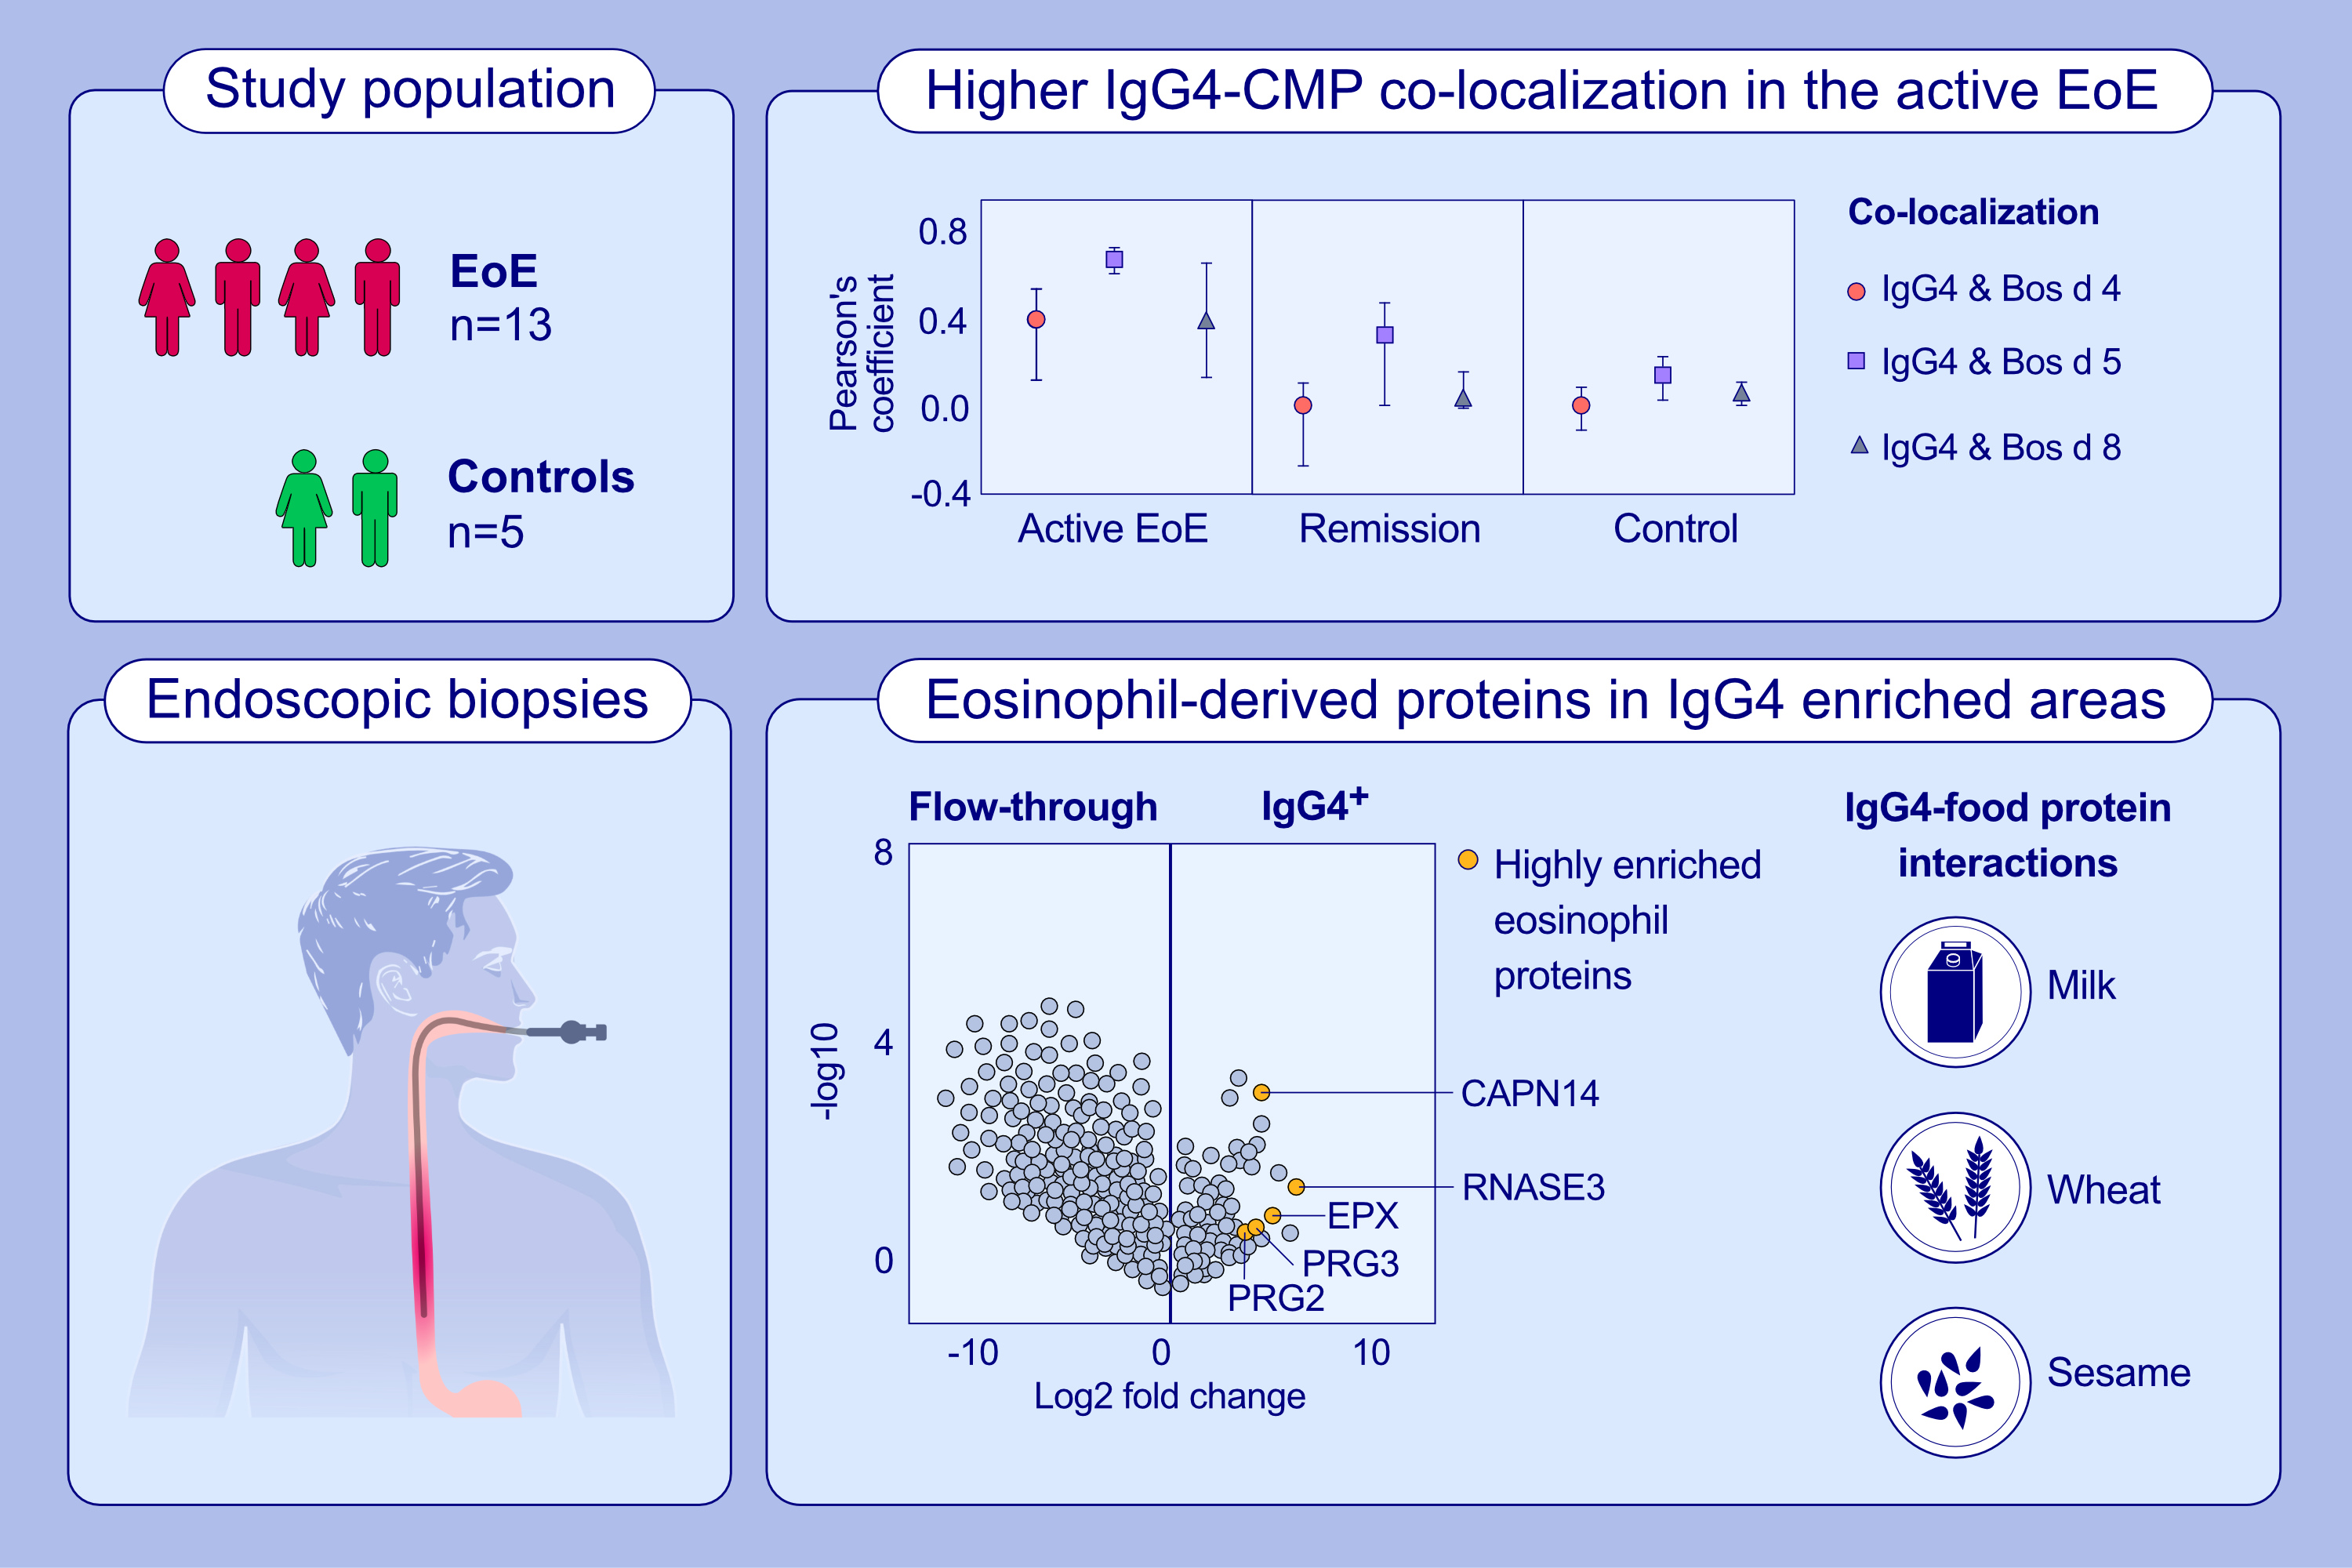 Study population
EoE
n=13
Controls
n=5
Higher IgG4-CMP co-localization in the active EoE
Pearson's
coefficient
0.8
0.4
0.0
-0.4
Active EoE
Remission
Control
Co-localization
IgG4 & Bos d 4
IgG4 & Bos d 5
IgG4 & Bos d 8
Endoscopic biopsies
Eosinophil-derived proteins in IgG4 enriched areas
Flow-through
IgG4+
-log10
8
4
0
-10
0
10
Log2 fold change
Highly enriched
eosinophil
proteins
CAPN14
RNASE3
EPX
PRG3
PRG2
IgG4-food protein
interactions
Milk
Wheat
Sesame